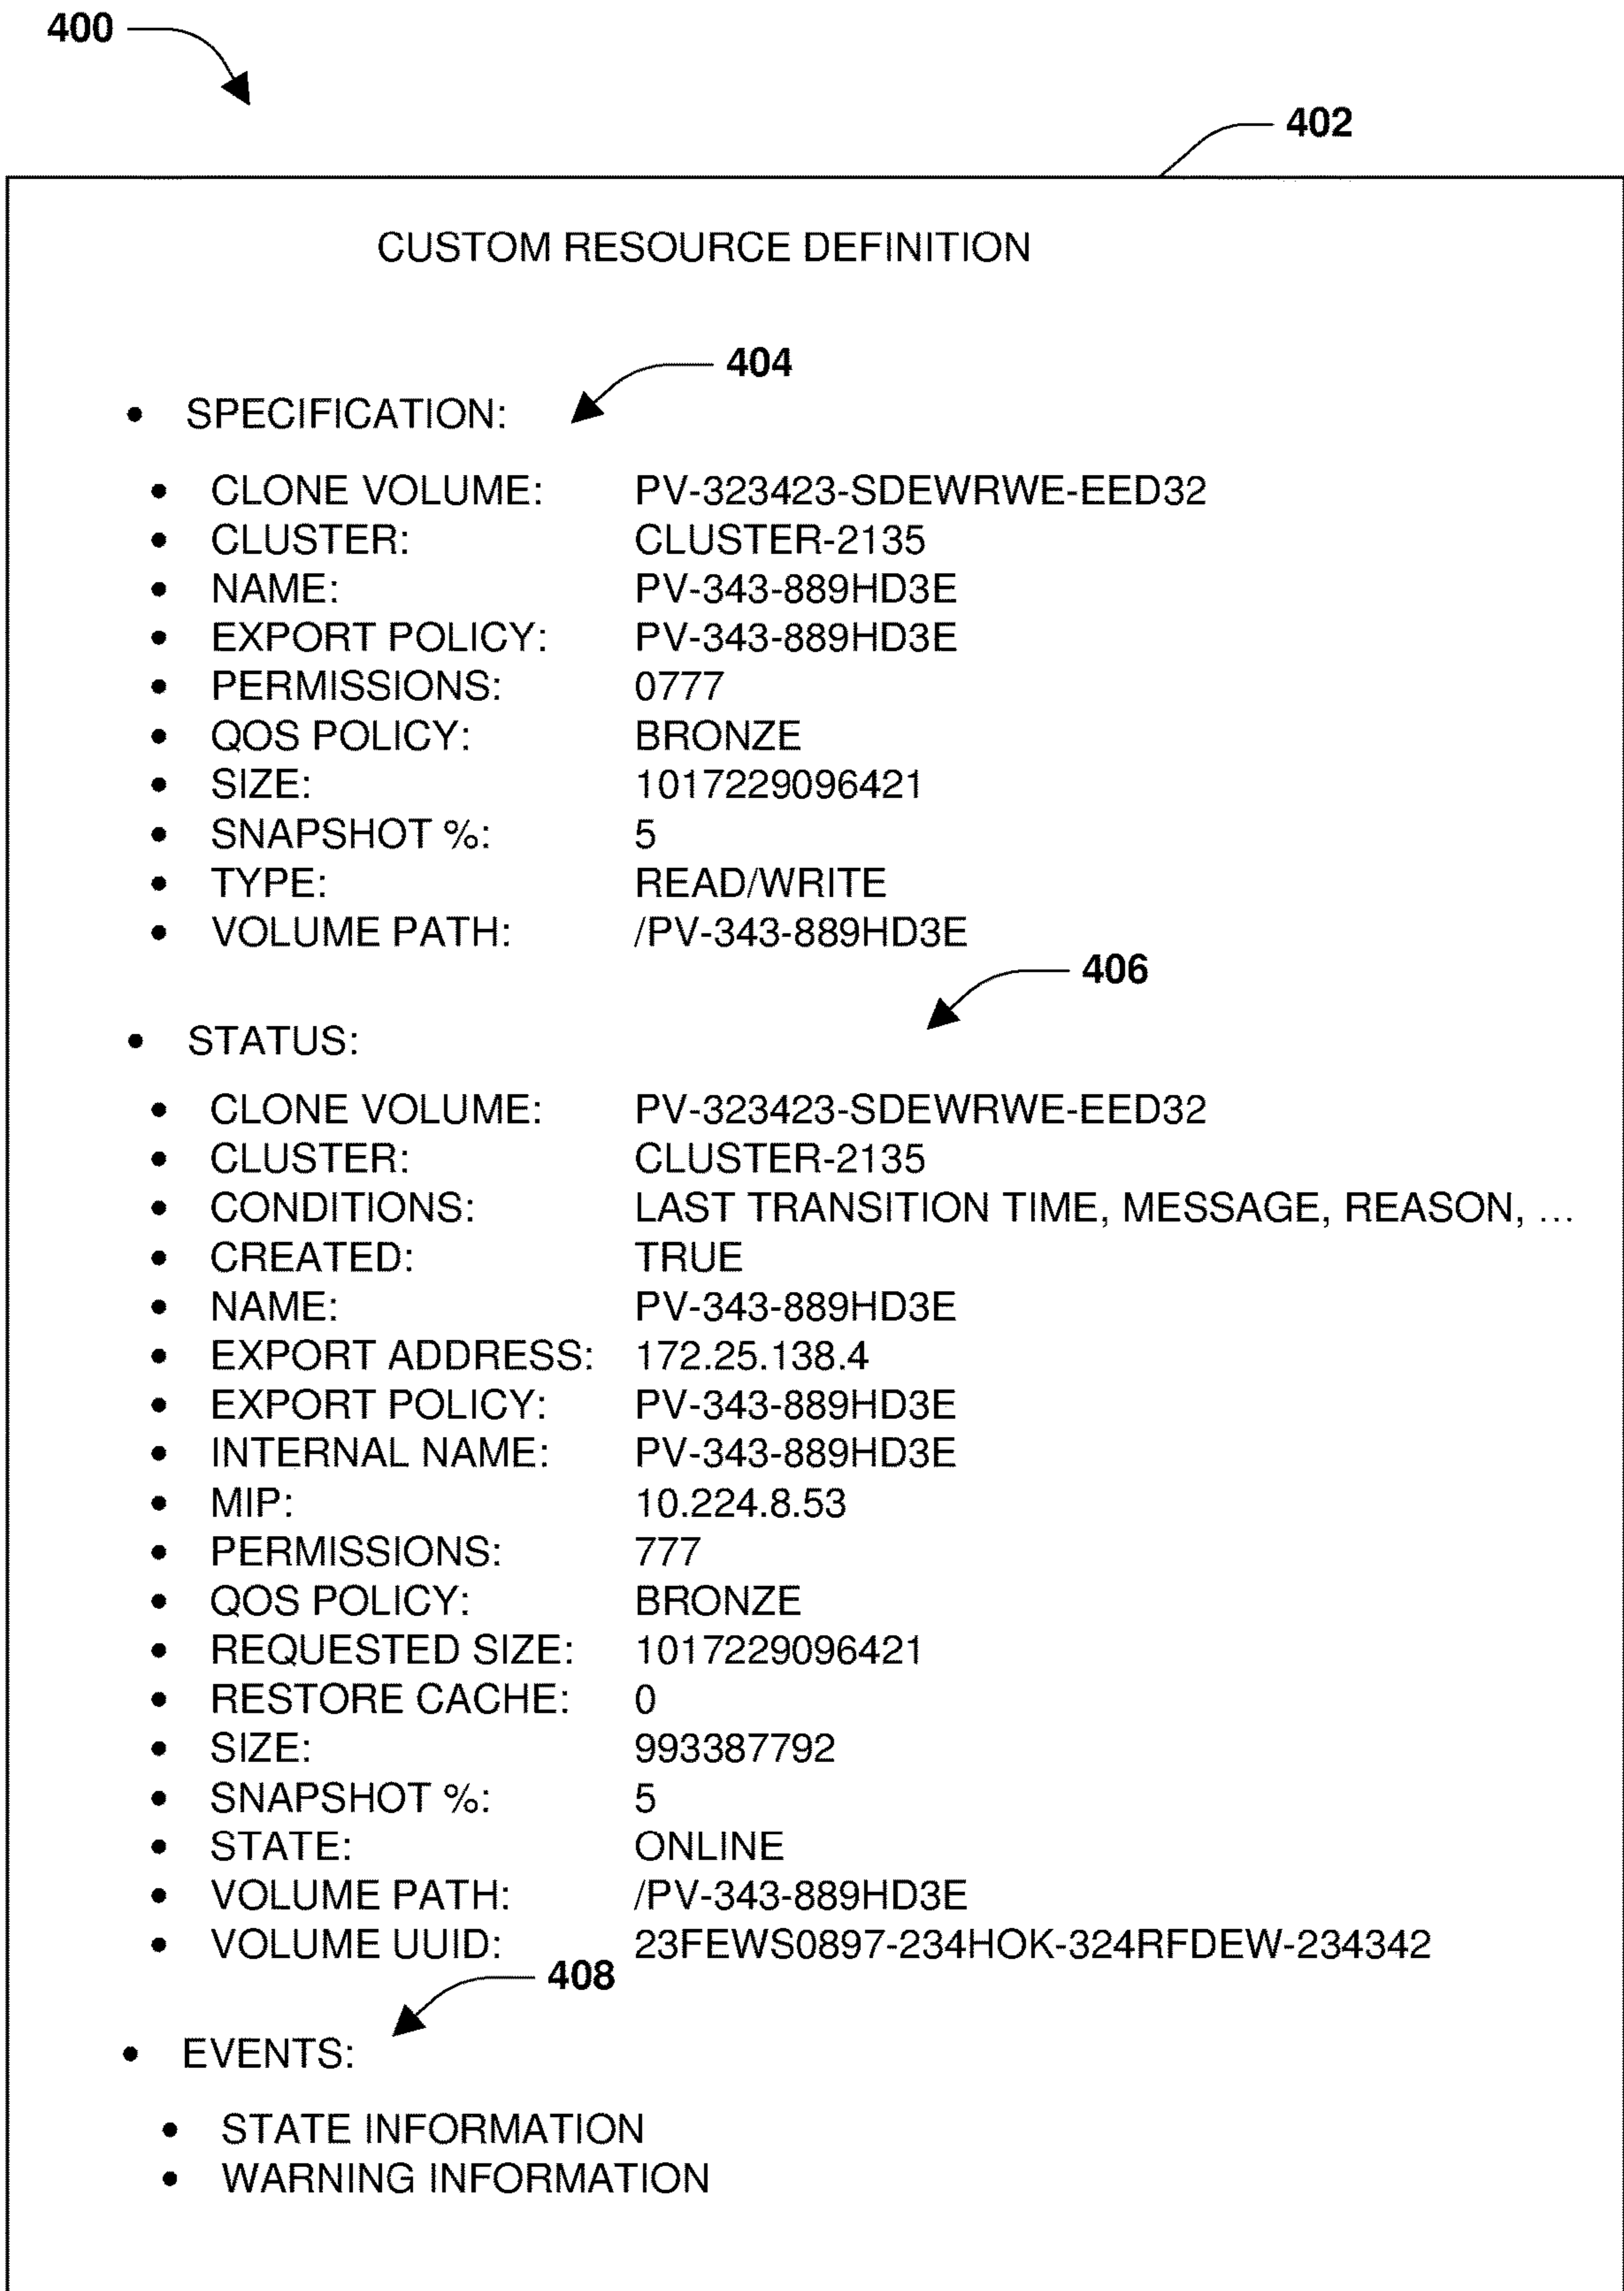 400
402
CUSTOM RESOURCE DEFINITION
404
• SPECIFICATION:
• CLONE VOLUME: PV-323423-SDEWRWE-EED32
• CLUSTER: CLUSTER-2135
• NAME: PV-343-889HD3E
• EXPORT POLICY: PV-343-889HD3E
• PERMISSIONS: 0777
• QOS POLICY: BRONZE
• SIZE: 1017229096421
• SNAPSHOT %: 5
• TYPE: READ/WRITE
• VOLUME PATH: /PV-343-889HD3E
406
• STATUS:
• CLONE VOLUME: PV-323423-SDEWRWE-EED32
• CLUSTER: CLUSTER-2135
• CONDITIONS: LAST TRANSITION TIME, MESSAGE, REASON, ...
• CREATED: TRUE
• NAME: PV-343-889HD3E
• EXPORT ADDRESS: 172.25.138.4
• EXPORT POLICY: PV-343-889HD3E
• INTERNAL NAME: PV-343-889HD3E
• MIP: 10.224.8.53
• PERMISSIONS: 777
• QOS POLICY: BRONZE
• REQUESTED SIZE: 1017229096421
• RESTORE CACHE: 0
• SIZE: 993387792
• SNAPSHOT %: 5
• STATE: ONLINE
• VOLUME PATH: /PV-343-889HD3E
• VOLUME UUID: 23FEWS0897-234HOK-324RFDEW-234342
408
• EVENTS:
• STATE INFORMATION
• WARNING INFORMATION